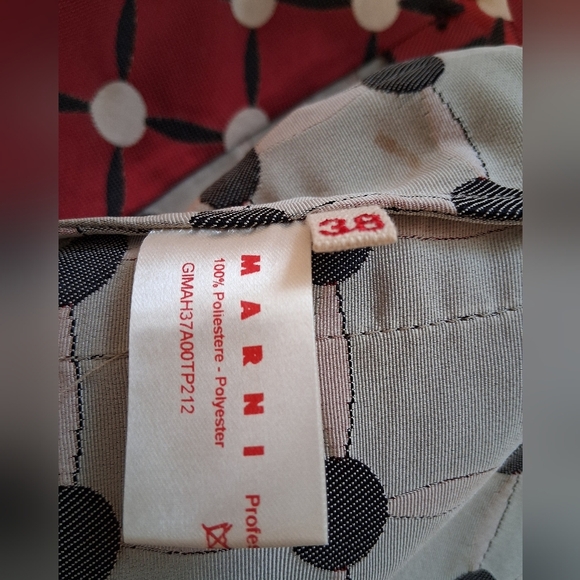 38
MARNI
100% Poliestere - Polyester
GIMAH37A00TP212
Profe